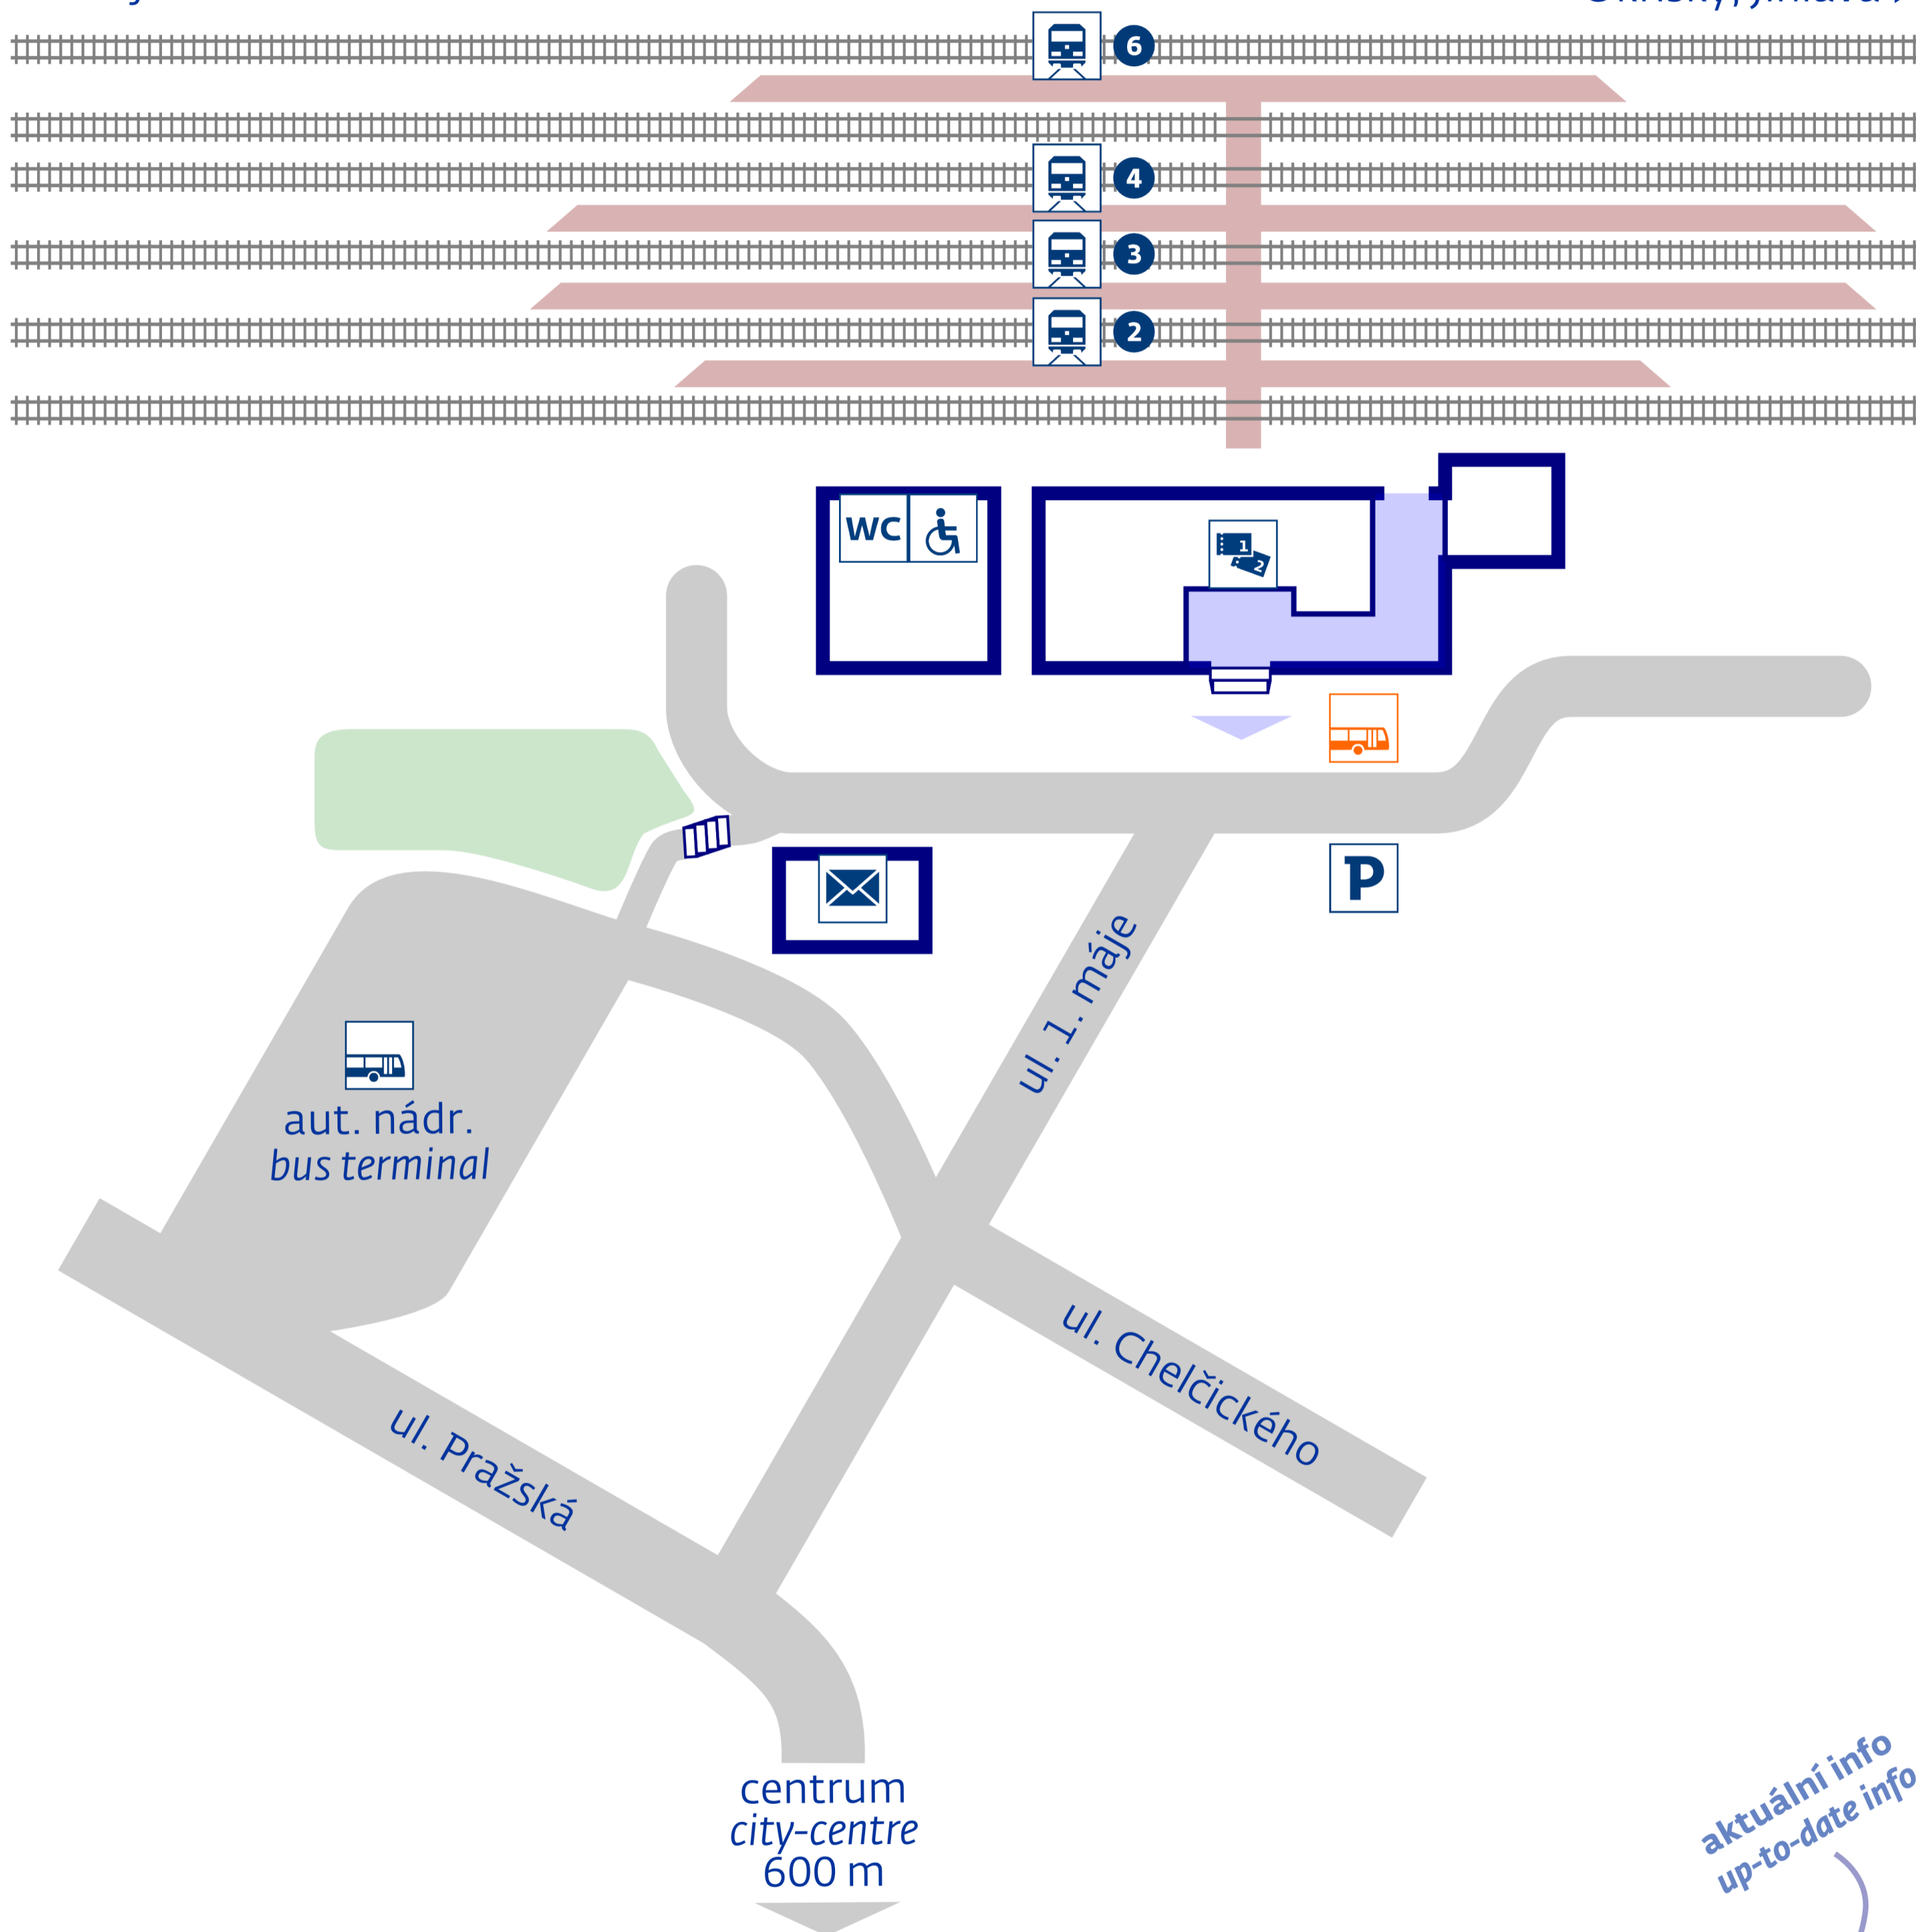 6
4
3
2
WC
1
2
P
ul. 1. máje
aut. nádr.
bus terminal
ul. Chelčického
ul. Pražská
centrum
city-centre
600 m
aktuální info
up-to-date info